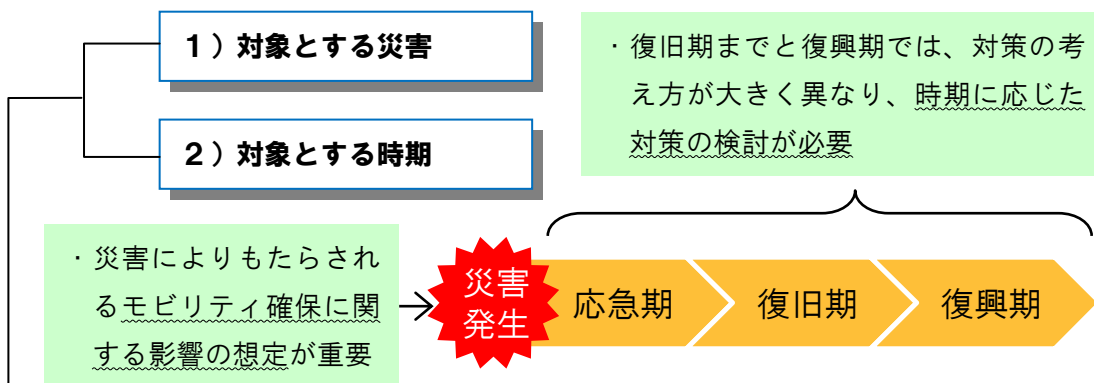 １）対象とする災害
２）対象とする時期
・復旧期までと復興期では、対策の考
え方が大きく異なり、時期に応じた
対策の検討が必要
・災害によりもたらされ
るモビリティ確保に関
する影響の想定が重要
災害
発生
応急期
復旧期
復興期